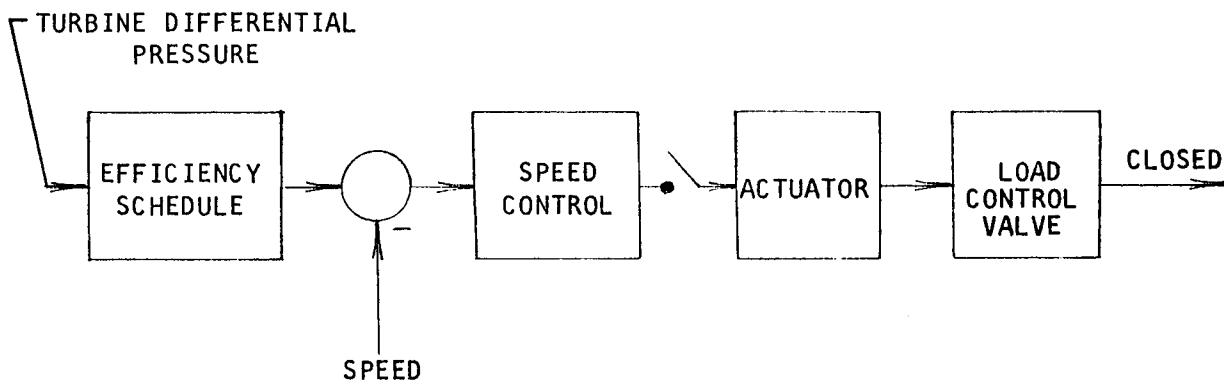 TURBINE DIFFERENTIAL
PRESSURE
EFFICIENCY
SCHEDULE
-
SPEED
SPEED
CONTROL
ACTUATOR
LOAD
CONTROL
VALVE
CLOSED